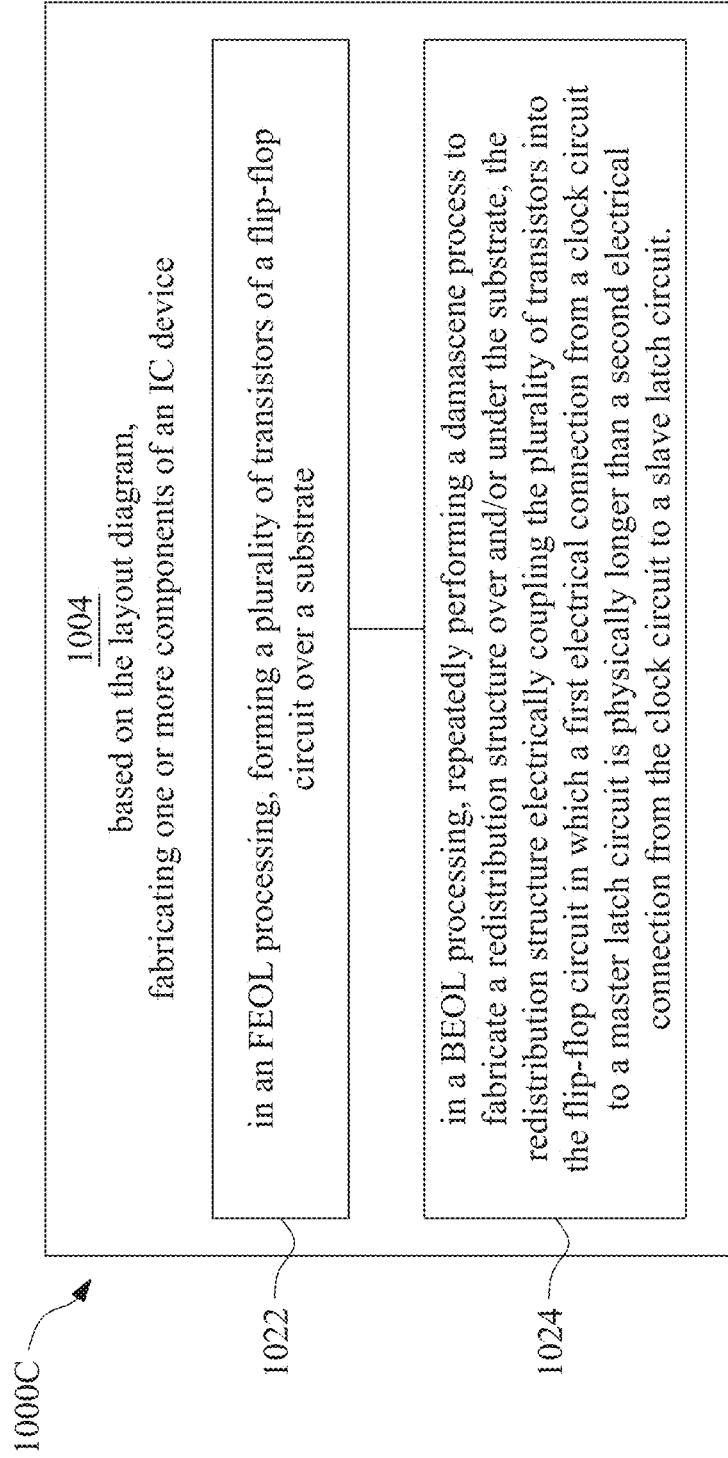 1000C
1004
based on the layout diagram,
fabricating one or more components of an IC device
1022
in an FEOL processing, forming a plurality of transistors of a flip-flop
circuit over a substrate
1024
in a BEOL processing, repeatedly performing a damascene process to
fabricate a redistribution structure over and/or under the substrate, the
redistribution structure electrically coupling the plurality of transistors into
the flip-flop circuit in which a first electrical connection from a clock circuit
to a master latch circuit is physically longer than a second electrical
connection from the clock circuit to a slave latch circuit.